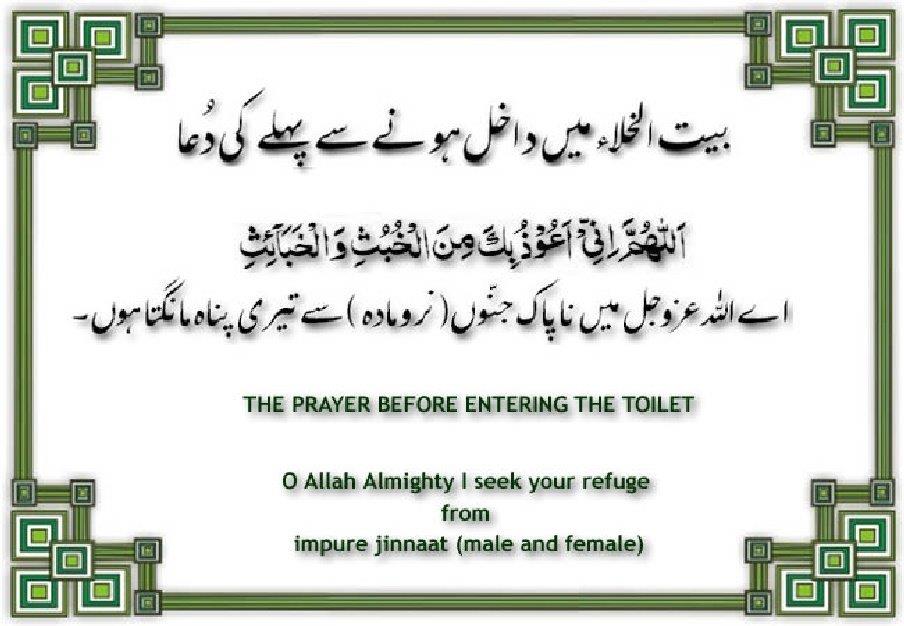 بیت الخلاء میں داخل ہونے سے پہلے کی دُعا
اَللّٰهُمَّ اِنِّیْٓ اَعُوْذُ بِكَ مِنَ الْخُبُثِ وَالْخَبَآئِثِ
اے اللہ عزوجل میں ناپاک جنّوں ( نر و مادہ ) سے تیری پناہ مانگتا ہوں۔
THE PRAYER BEFORE ENTERING THE TOILET
O Allah Almighty I seek your refuge
from
impure jinnaat (male and female)